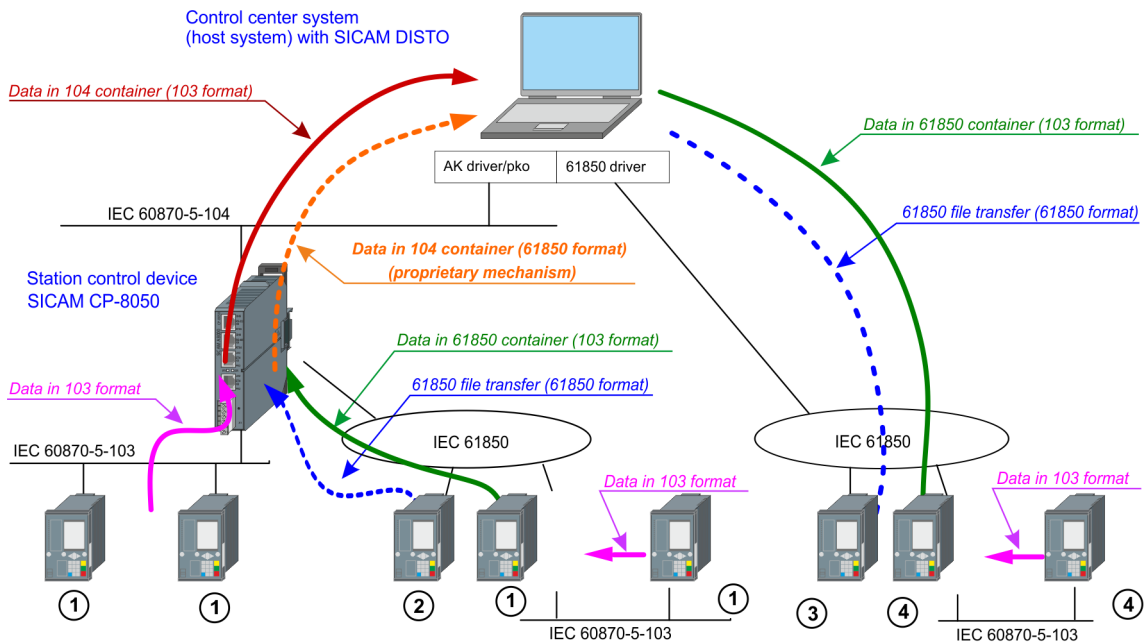 Control center system
(host system) with SICAM DISTO
Data in 104 container (103 format)
Data in 61850 container (103 format)
AK driver/pko
61850 driver
IEC 60870-5-104
61850 file transfer (61850 format)
Data in 104 container (61850 format)
(proprietary mechanism)
Station control device
SICAM CP-8050
Data in 61850 container (103 format)
Data in 103 format
61850 file transfer (61850 format)
IEC 60870-5-103
IEC 61850
IEC 61850
Data in 103 format
Data in 103 format
1
1
2
1
1
3
4
4
IEC 60870-5-103
IEC 60870-5-103